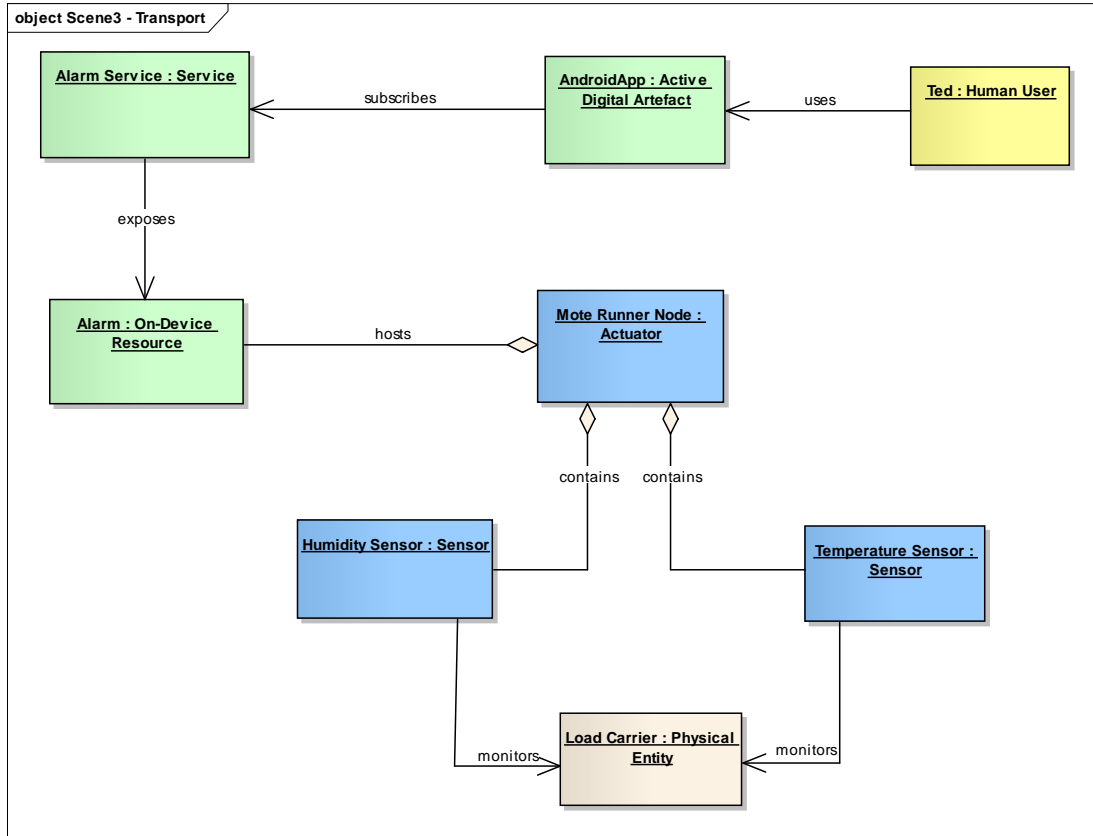 object Scene3 - Transport
Alarm Service : Service
subscribes
AndroidApp : Active
Digital Artefact
uses
Ted : Human User
exposes
Alarm : On-Device
Resource
hosts
Mote Runner Node :
Actuator
contains
contains
Humidity Sensor : Sensor
Temperature Sensor :
Sensor
monitors
Load Carrier : Physical
Entity
monitors